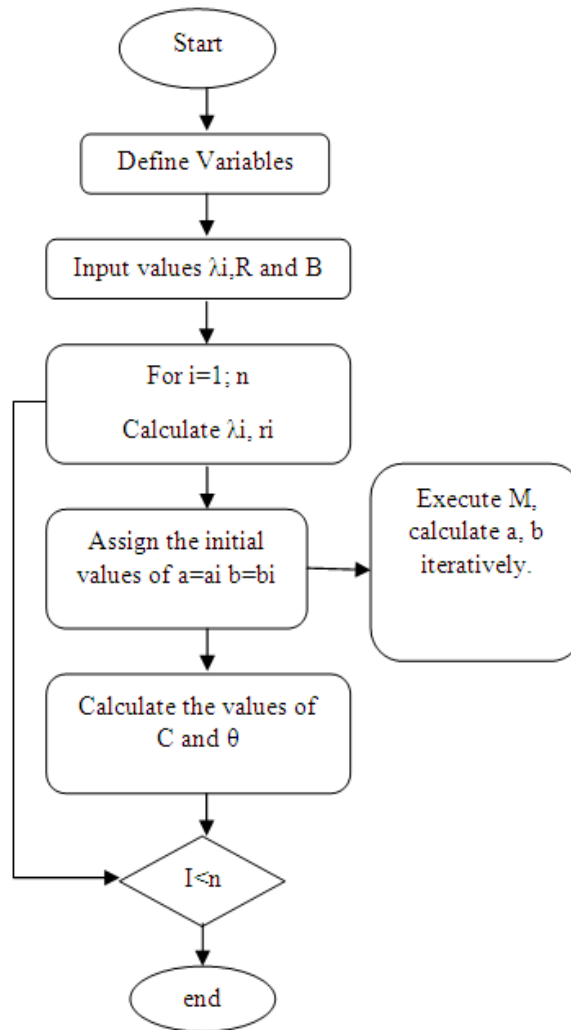 Start
Define Variables
Input values λi,R and B
For i=1; n
Calculate λi, ri
Assign the initial
values of a=ai b=bi
Execute M,
calculate a, b
iteratively.
Calculate the values of
C and θ
I<n
end